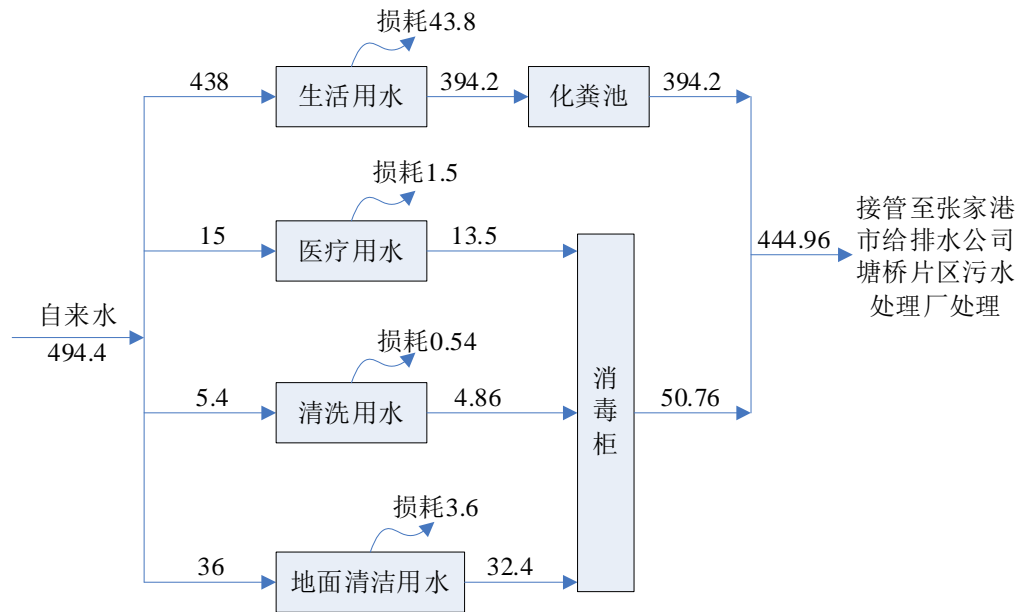 损耗43.8
438
生活用水
394.2
化粪池
394.2
损耗1.5
15
医疗用水
13.5
接管至张家港
市给排水公司
塘桥片区污水
处理厂处理
444.96
自来水
494.4
损耗0.54
5.4
清洗用水
4.86
消
毒
柜
50.76
损耗3.6
36
地面清洁用水
32.4